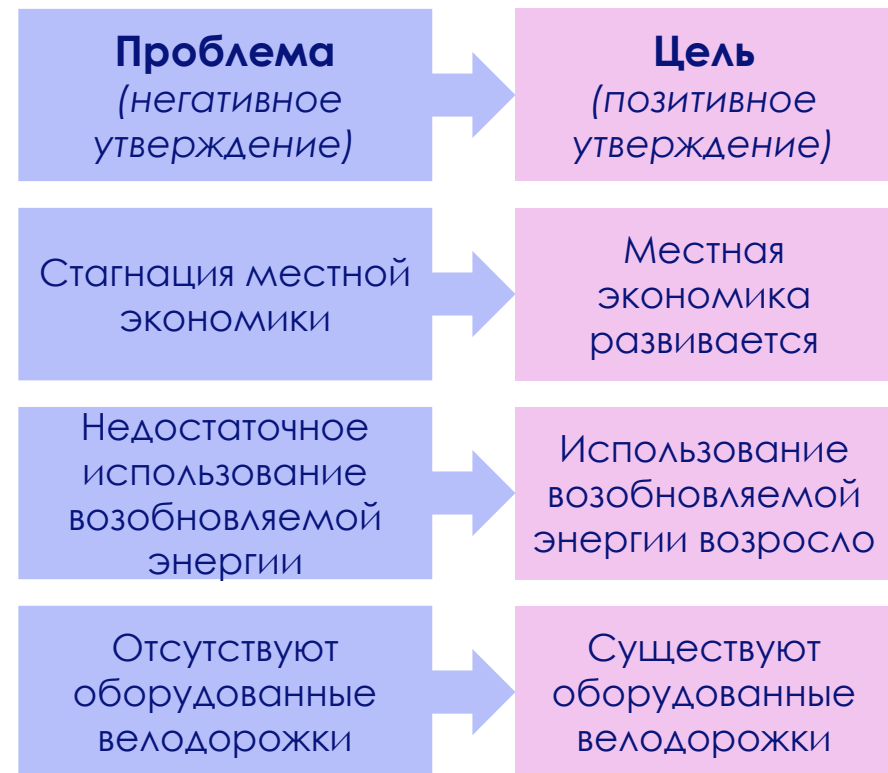 Проблема
(негативное
утверждение)
Цель
(позитивное
утверждение)
Стагнация местной
экономики
Местная
экономика
развивается
Недостаточное
использование
возобновляемой
энергии
Использование
возобновляемой
энергии возросло
Отсутствуют
оборудованные
велодорожки
Существуют
оборудованные
велодорожки